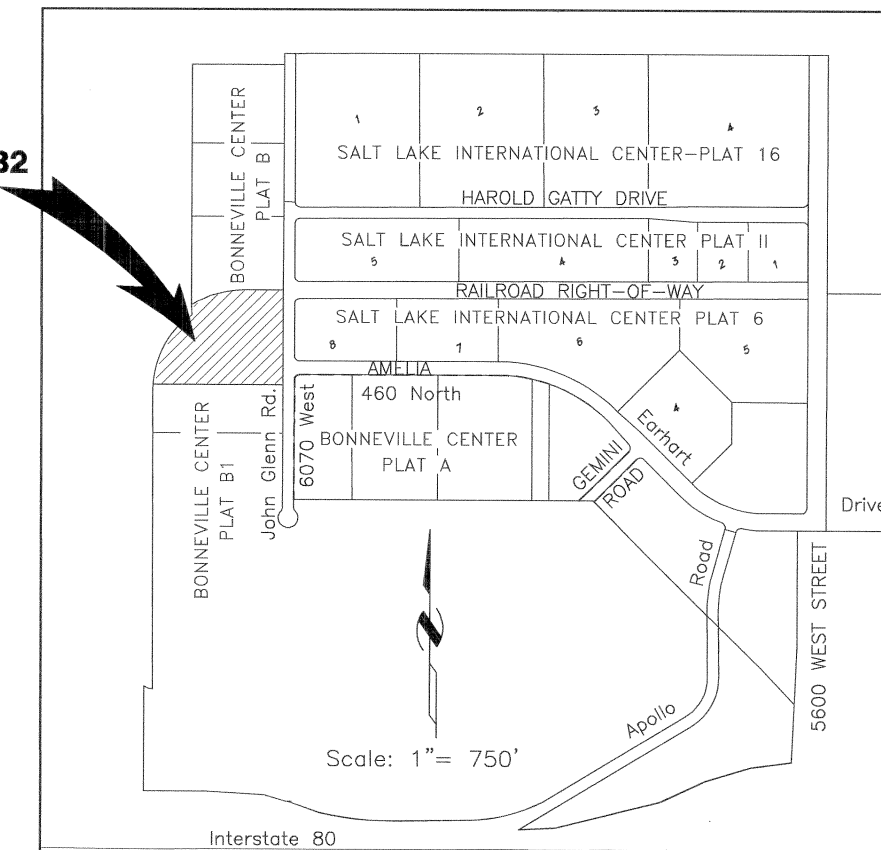 32
1 2 3 4
SALT LAKE INTERNATIONAL CENTER-PLAT 16
HAROLD GATTY DRIVE
BONNEVILLE CENTER
PLAT B
SALT LAKE INTERNATIONAL CENTER PLAT II
5 4 3 2 1
RAILROAD RIGHT-OF-WAY
SALT LAKE INTERNATIONAL CENTER PLAT 6
8 7 6 5
AMELIA
460 North
4
Earhart
Drive
6070 West
John Glenn Rd.
BONNEVILLE CENTER
PLAT A
GEMINI
ROAD
BONNEVILLE CENTER
PLAT B1
Road
Apollo
5600 WEST STREET
N
Scale: 1"= 750'
Interstate 80